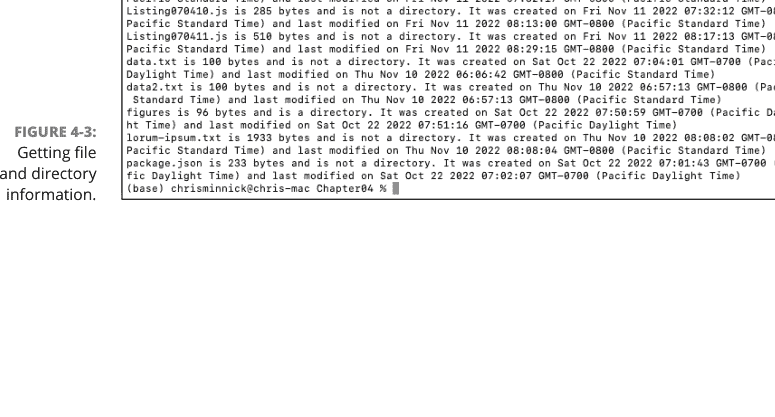 Listing070410.js is 285 bytes and is not a directory. It was created on Fri Nov 11 2022 07:32:12
Pacific Standard Time) and last modified on Fri Nov 11 2022 08:13:00 GMT-0800 (Pacific Standard Time)
Listing070411.js is 510 bytes and is not a directory. It was created on Fri Nov 11 2022 08:17:13
Pacific Standard Time) and last modified on Fri Nov 11 2022 08:29:15 GMT-0800 (Pacific Standard Time)
data.txt is 100 bytes and is not a directory. It was created on Sat Oct 22 2022 07:04:01 GMT-0700
Daylight Time) and last modified on Thu Nov 10 2022 06:06:42 GMT-0800 (Pacific Standard Time)
data2.txt is 100 bytes and is not a directory. It was created on Thu Nov 10 2022 06:57:13 GMT-0800
Standard Time) and last modified on Thu Nov 10 2022 06:57:13 GMT-0800 (Pacific Standard Time)
figures is 96 bytes and is a directory. It was created on Sat Oct 22 2022 07:50:59 GMT-0700 (Pacific
ht Time) and last modified on Sat Oct 22 2022 07:51:16 GMT-0700 (Pacific Daylight Time)
lorum-ipsum.txt is 1933 bytes and is not a directory. It was created on Thu Nov 10 2022 08:08:02
Pacific Standard Time) and last modified on Thu Nov 10 2022 08:08:04 GMT-0800 (Pacific Standard Time)
package.json is 233 bytes and is not a directory. It was created on Sat Oct 22 2022 07:01:43 GMT-0700
fic Daylight Time) and last modified on Sat Oct 22 2022 07:02:07 GMT-0700 (Pacific Daylight Time)
(base) chrisminnick@chris-mac Chapter04 %
FIGURE 4-3:
Getting file
and directory
information.